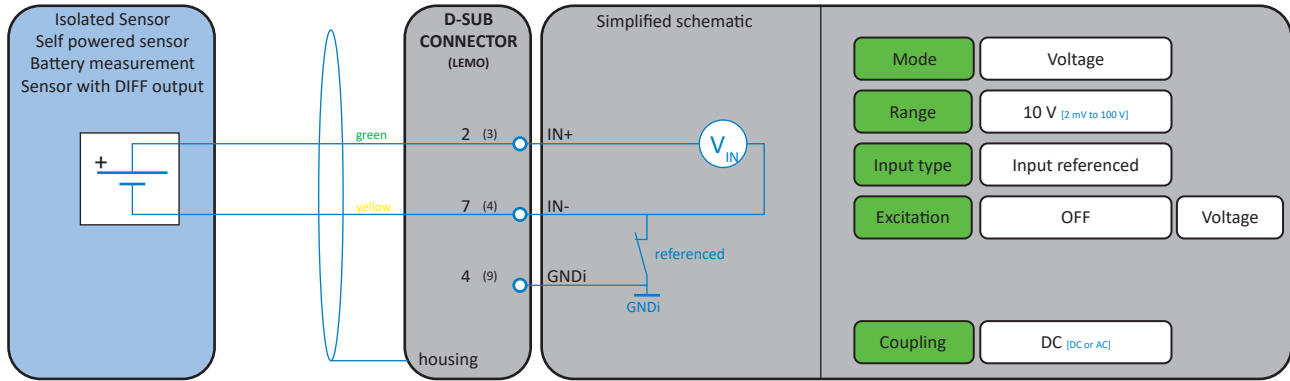 Isolated Sensor
Self powered sensor
Battery measurement
Sensor with DIFF output
+
green
yellow
D-SUB
CONNECTOR
(LEMO)
2 (3)
7 (4)
4 (9)
housing
Simplified schematic
IN+
V IN
IN-
referenced
GNDi
GNDi
Mode Voltage
Range 10 V [2 mV to 100 V]
Input type Input referenced
Excitation OFF Voltage
Coupling DC [DC or AC]